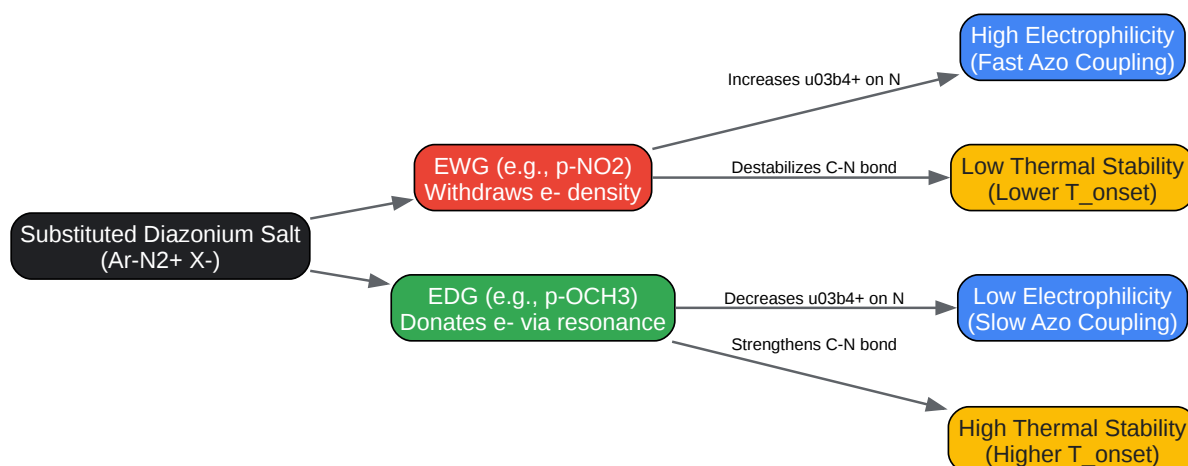 Substituted Diazonium Salt
(Ar-N2+ X-)
EWG (e.g., p-NO2)
Withdraws e- density
EDG (e.g., p-OCH3)
Donates e- via resonance
Increases u03b4+ on N
Destabilizes C-N bond
Decreases u03b4+ on N
Strengthens C-N bond
High Electrophilicity
(Fast Azo Coupling)
Low Thermal Stability
(Lower T_onset)
Low Electrophilicity
(Slow Azo Coupling)
High Thermal Stability
(Higher T_onset)